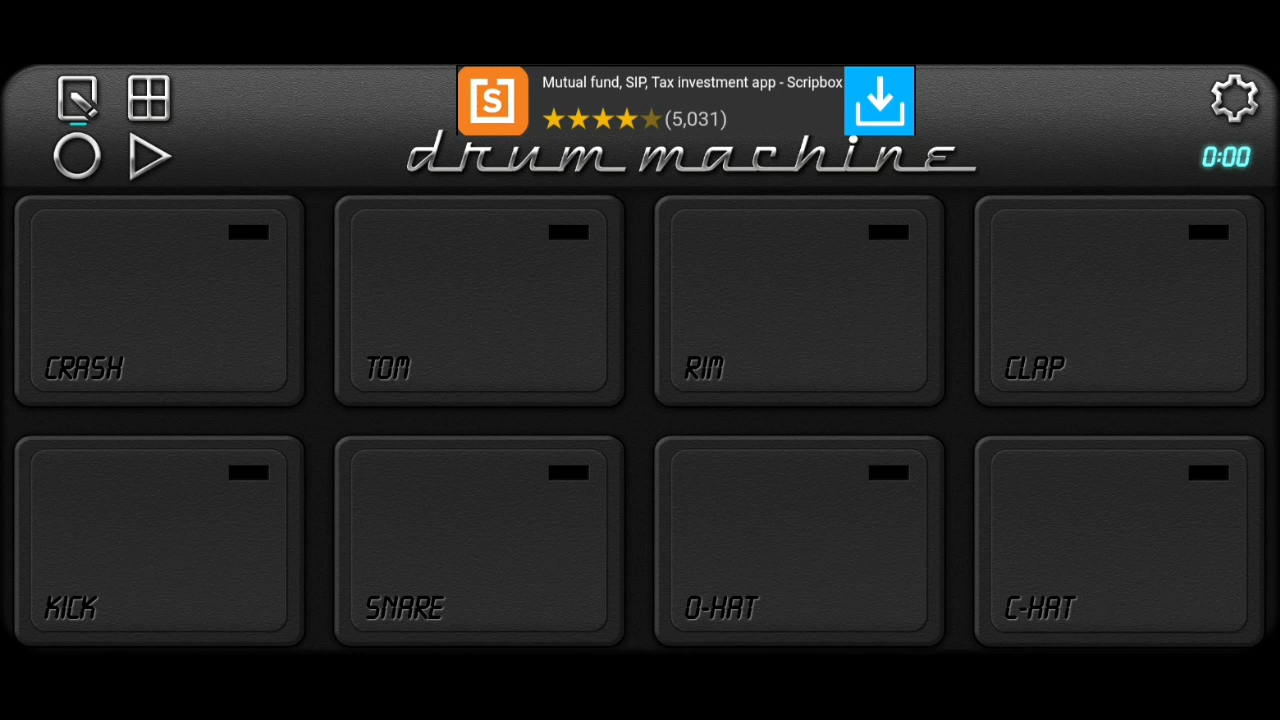 Mutual fund, SIP, Tax investment app - Scripbox
S
(5,031)
drum machine
0:00
CRASH
TOM
RIM
CLAP
KICK
SNARE
O-HAT
C-HAT